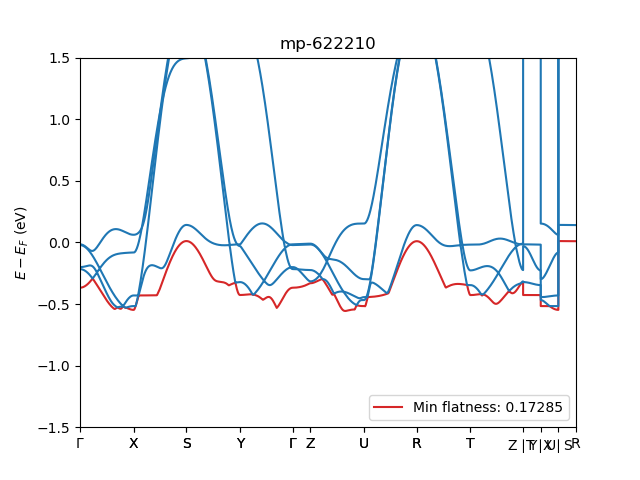 mp-622210
1.5
1.0
0.5
0.0
−0.5
−1.0
−1.5
E − E_F (eV)
Min flatness: 0.17285
Γ X S Y Γ Z U R T Z | T Y | X U | S R